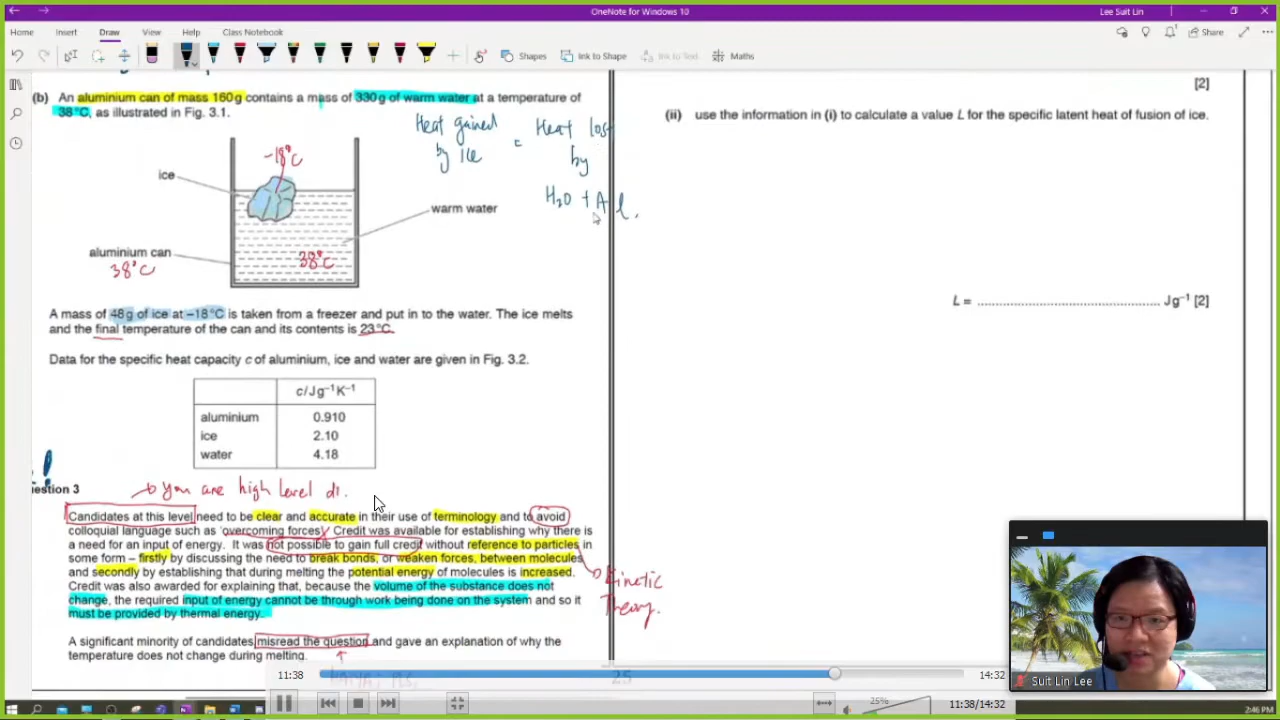 OneNote for Windows 10
Lee Suit Lin
Home Insert Draw View Help Class Notebook
Share
Shapes Ink to Shape Ink to Text Maths
(b) An aluminium can of mass 160 g contains a mass of 330 g of warm water at a temperature of
38 °C, as illustrated in Fig. 3.1.
Heat gained by ice = Heat los by H₂O + Al.
-18°C
ice
warm water
aluminium can
38°C
38°C
A mass of 48 g of ice at −18 °C is taken from a freezer and put in to the water. The ice melts
and the final temperature of the can and its contents is 23 °C.
Data for the specific heat capacity c of aluminium, ice and water are given in Fig. 3.2.
c / J g⁻¹ K⁻¹
aluminium 0.910
ice 2.10
water 4.18
!
estion 3
You are high level di.
Candidates at this level need to be clear and accurate in their use of terminology and to avoid
colloquial language such as 'overcoming forces'. Credit was available for establishing why there is
a need for an input of energy. It was not possible to gain full credit without reference to particles in
some form – firstly by discussing the need to break bonds, or weaken forces, between molecules
and secondly by establishing that during melting the potential energy of molecules is increased.
Credit was also awarded for explaining that, because the volume of the substance does not
change, the required input of energy cannot be through work being done on the system and so it
must be provided by thermal energy.
Kinetic
Theory.
A significant minority of candidates misread the question and gave an explanation of why the
temperature does not change during melting.
[2]
(ii) use the information in (i) to calculate a value L for the specific latent heat of fusion of ice.
L = ............................................ J g⁻¹ [2]
25
11:38
14:32
25%
11:38/14:32
Suit Lin Lee
2:46 PM